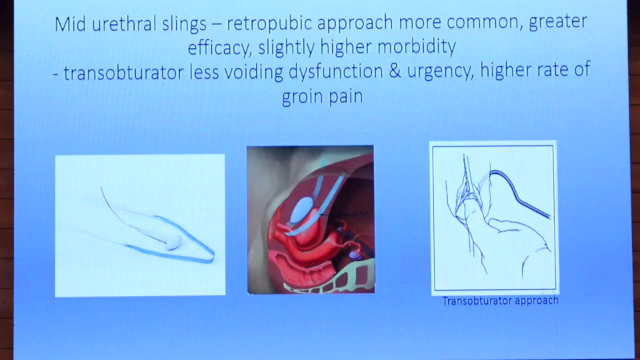 Mid urethral slings – retropubic approach more common, greater
efficacy, slightly higher morbidity
- transobturator less voiding dysfunction & urgency, higher rate of
groin pain
Transobturator approach